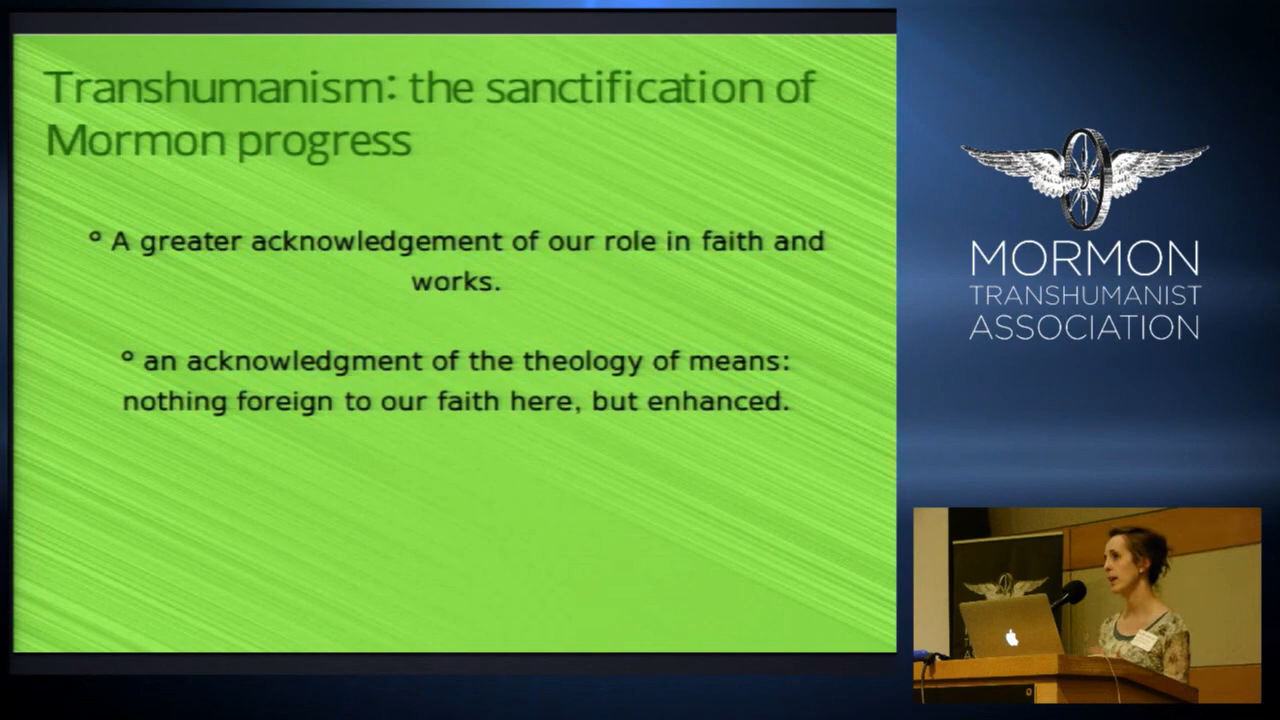 Transhumanism: the sanctification of
Mormon progress
° A greater acknowledgement of our role in faith and
works.
° an acknowledgment of the theology of means:
nothing foreign to our faith here, but enhanced.
MORMON
TRANSHUMANIST
ASSOCIATION